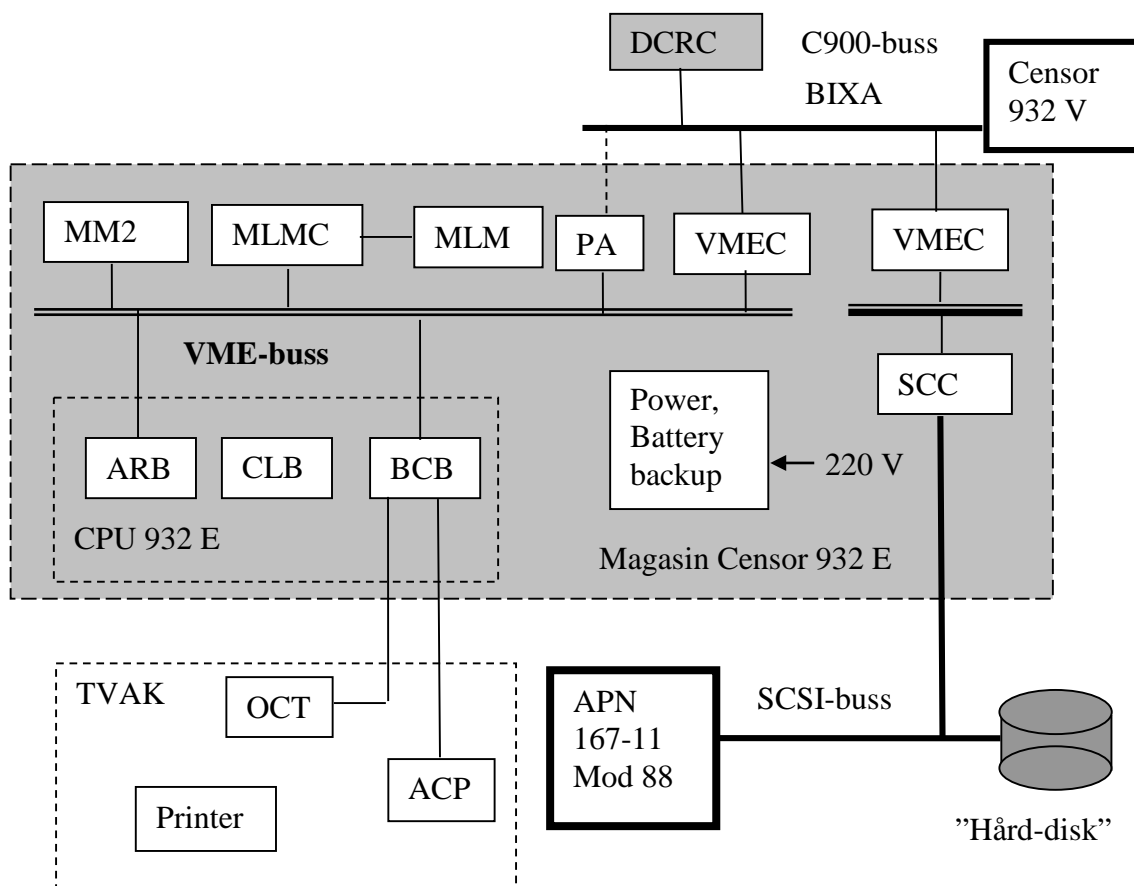 DCRC
C900-buss
BIXA
Censor
932 V
MM2
MLMC
MLM
PA
VMEC
VMEC
VME-buss
SCC
Power,
Battery
backup
220 V
ARB
CLB
BCB
CPU 932 E
Magasin Censor 932 E
TVAK
OCT
ACP
Printer
APN
167-11
Mod 88
SCSI-buss
”Hård-disk”